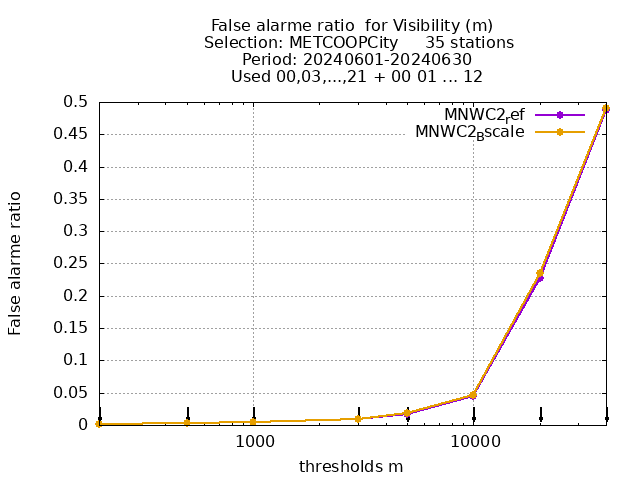 False alarme ratio  for Visibility (m)
Selection: METCOOPCity     35 stations
Period: 20240601-20240630
Used 00,03,...,21 + 00 01 ... 12
MNWC2ref
MNWC2Bscale
False alarme ratio
0.5
0.45
0.4
0.35
0.3
0.25
0.2
0.15
0.1
0.05
0
1000
10000
thresholds m